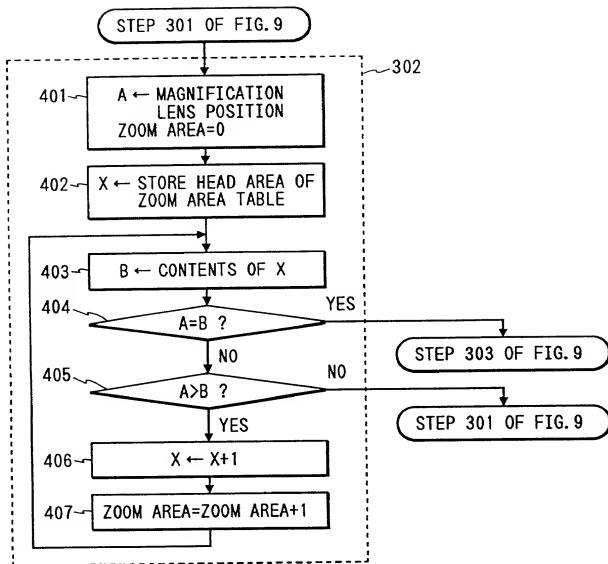 STEP 301 OF FIG.9
302
401
A ← MAGNIFICATION
LENS POSITION
ZOOM AREA=0
402
X ← STORE HEAD AREA OF
ZOOM AREA TABLE
403
B ← CONTENTS OF X
404
A=B ?
YES
STEP 303 OF FIG.9
NO
405
A>B ?
NO
STEP 301 OF FIG.9
YES
406
X ← X+1
407
ZOOM AREA=ZOOM AREA+1